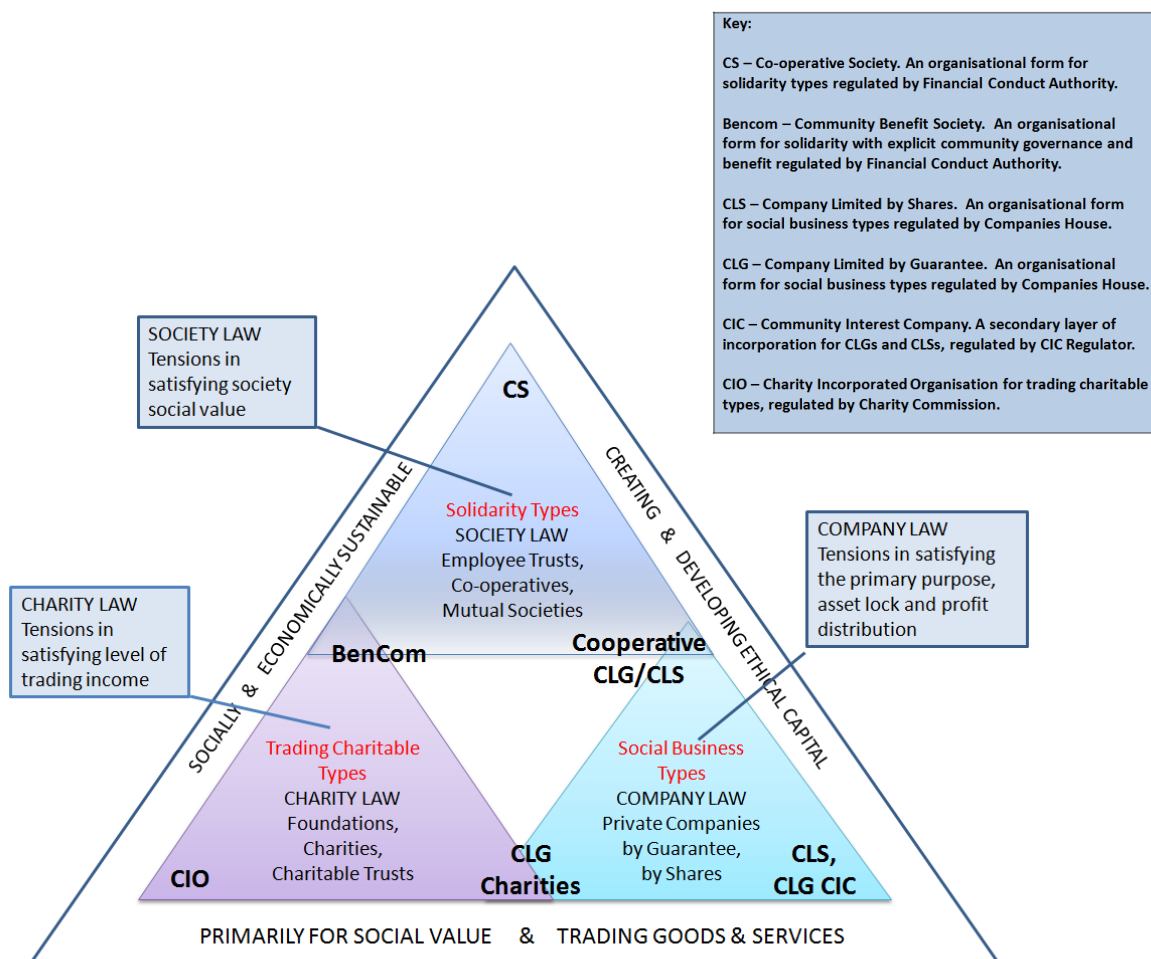 Key:
CS – Co-operative Society. An organisational form for
solidarity types regulated by Financial Conduct Authority.
Bencom – Community Benefit Society. An organisational
form for solidarity with explicit community governance and
benefit regulated by Financial Conduct Authority.
CLS – Company Limited by Shares. An organisational form
for social business types regulated by Companies House.
CLG – Company Limited by Guarantee. An organisational
form for social business types regulated by Companies House.
CIC – Community Interest Company. A secondary layer of
incorporation for CLGs and CLSs, regulated by CIC Regulator.
CIO – Charity Incorporated Organisation for trading charitable
types, regulated by Charity Commission.
SOCIETY LAW
Tensions in
satisfying society
social value
CHARITY LAW
Tensions in
satisfying level of
trading income
COMPANY LAW
Tensions in satisfying
the primary purpose,
asset lock and profit
distribution
SOCIALLY & ECONOMICALLY SUSTAINABLE
CREATING & DEVELOPING ETHICAL CAPITAL
CS
Solidarity Types
SOCIETY LAW
Employee Trusts,
Co-operatives,
Mutual Societies
BenCom
Cooperative
CLG/CLS
Trading Charitable
Types
CHARITY LAW
Foundations,
Charities,
Charitable Trusts
CIO
CLG
Charities
Social Business
Types
COMPANY LAW
Private Companies
by Guarantee,
by Shares
CLS,
CLG CIC
PRIMARILY FOR SOCIAL VALUE & TRADING GOODS & SERVICES